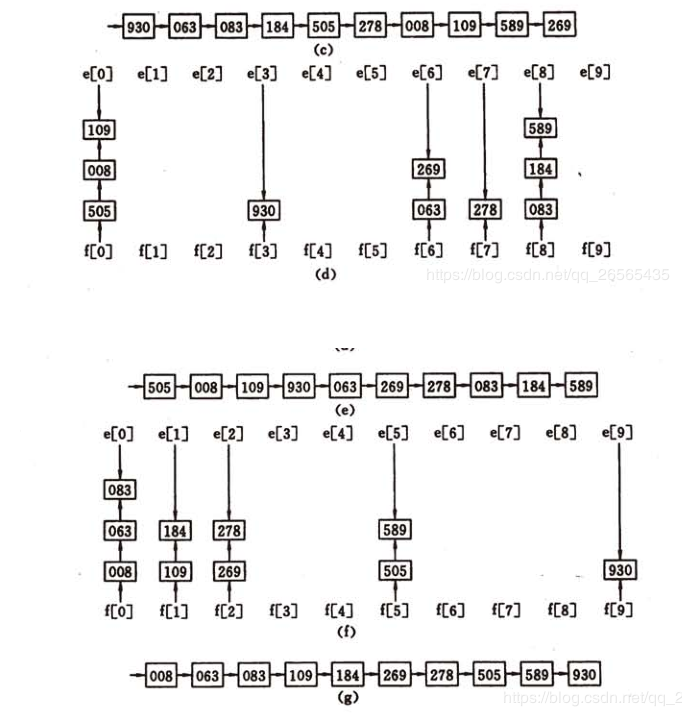 930 063 083 184 505 278 008 109 589 269
(c)
e[0] e[1] e[2] e[3] e[4] e[5] e[6] e[7] e[8] e[9]
109 589
008 269 184
505 930 063 278 083
f[0] f[1] f[2] f[3] f[4] f[5] f[6] f[7] f[8] f[9]
(d)
https://blog.csdn.net/qq_26565435
505 008 109 930 063 269 278 083 184 589
(e)
e[0] e[1] e[2] e[3] e[4] e[5] e[6] e[7] e[8] e[9]
083
063 184 278 589
008 109 269 505 930
f[0] f[1] f[2] f[3] f[4] f[5] f[6] f[7] f[8] f[9]
(f)
008 063 083 109 184 269 278 505 589 930
(g)
https://blog.csdn.net/qq_2